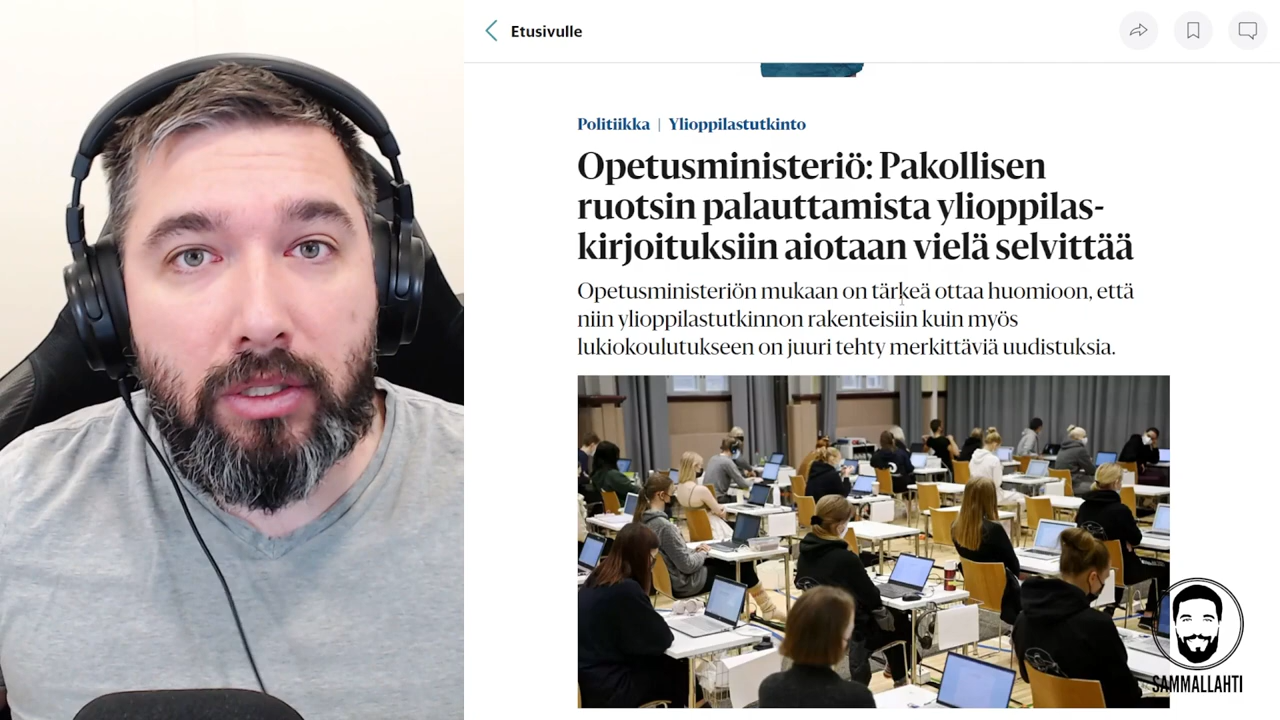 Etusivulle
Politiikka | Ylioppilastutkinto
Opetusministeriö: Pakollisen
ruotsin palauttamista ylioppilas-
kirjoituksiin aiotaan vielä selvittää
Opetusministeriön mukaan on tärkeä ottaa huomioon, että
niin ylioppilastutkinnon rakenteisiin kuin myös
lukiokoulutukseen on juuri tehty merkittäviä uudistuksia.
SAMMALLAHTI